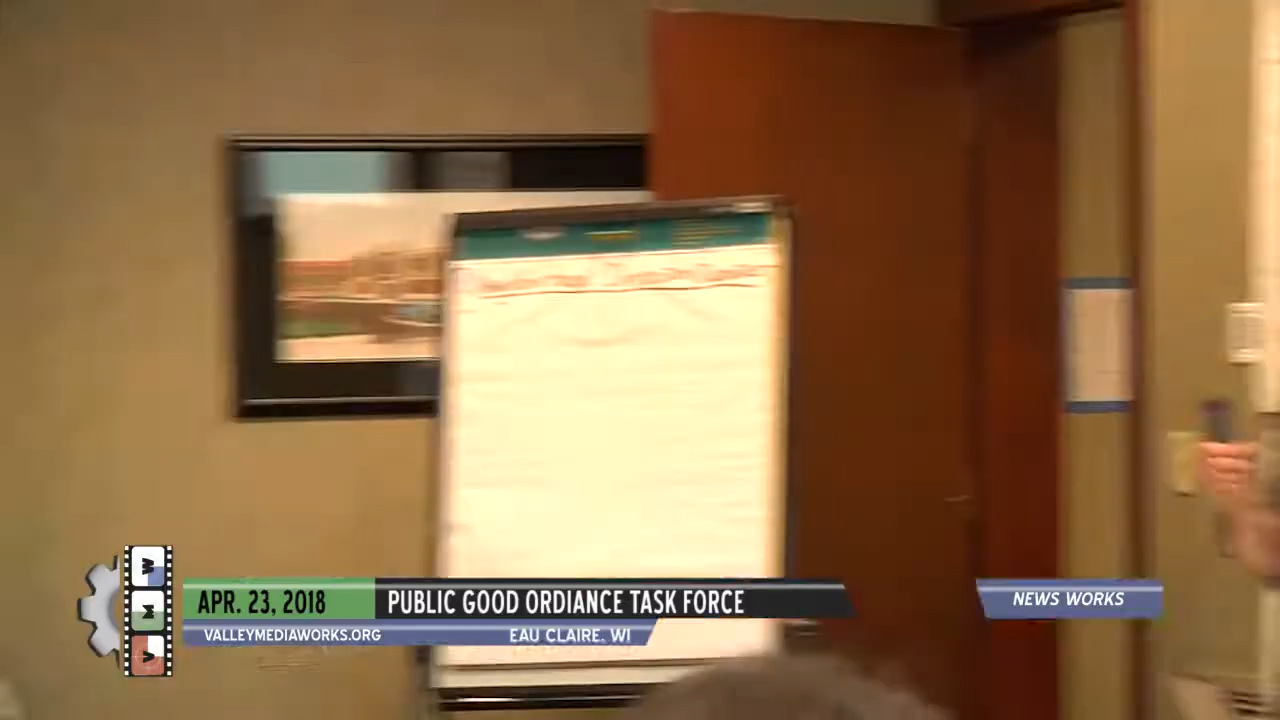 APR. 23, 2018
PUBLIC GOOD ORDIANCE TASK FORCE
NEWS WORKS
VALLEYMEDIAWORKS.ORG
EAU CLAIRE, WI
W
M
V